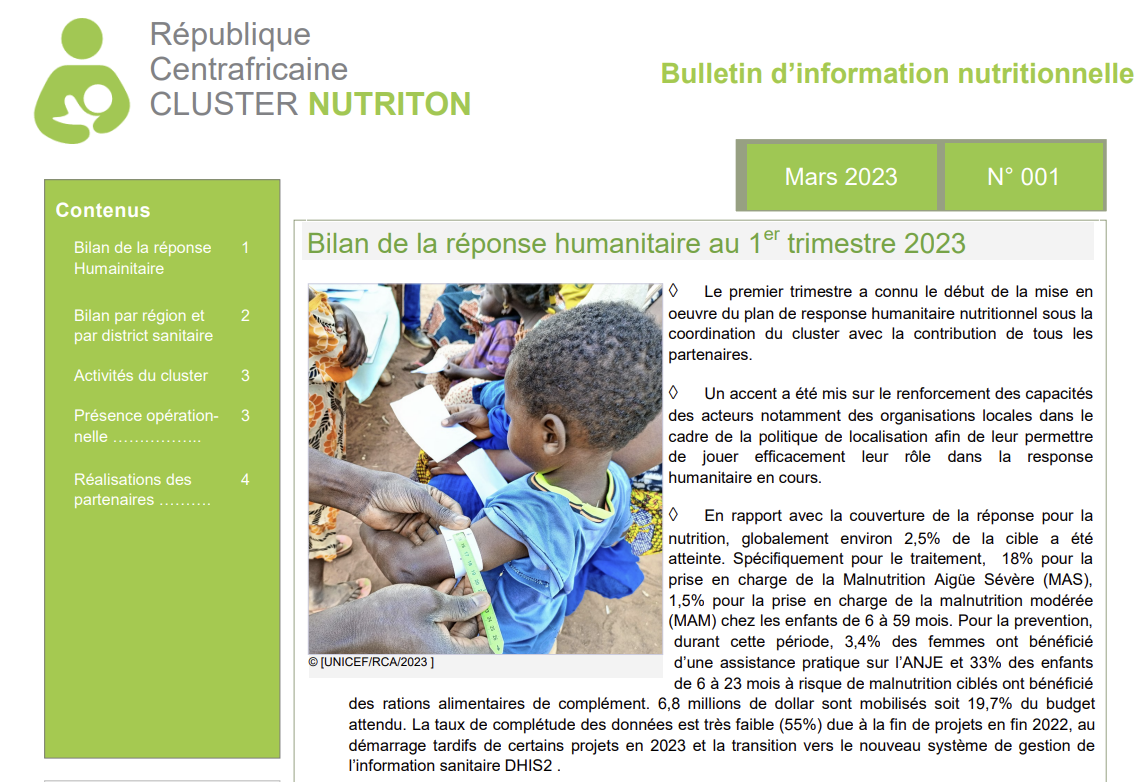 République
Centrafricaine
CLUSTER NUTRITON
Bulletin d’information nutritionnelle
Mars 2023
N° 001
Contenus
Bilan de la réponse 1
Humainitaire
Bilan par région et 2
par district sanitaire
Activités du cluster 3
Présence opération- 3
nelle ……………..
Réalisations des 4
partenaires ……….
Bilan de la réponse humanitaire au 1er trimestre 2023
◊ Le premier trimestre a connu le début de la mise en
oeuvre du plan de response humanitaire nutritionnel sous la
coordination du cluster avec la contribution de tous les
partenaires.
◊ Un accent a été mis sur le renforcement des capacités
des acteurs notamment des organisations locales dans le
cadre de la politique de localisation afin de leur permettre
de jouer efficacement leur rôle dans la response
humanitaire en cours.
◊ En rapport avec la couverture de la réponse pour la
nutrition, globalement environ 2,5% de la cible a été
atteinte. Spécifiquement pour le traitement, 18% pour la
prise en charge de la Malnutrition Aigüe Sévère (MAS),
1,5% pour la prise en charge de la malnutrition modérée
(MAM) chez les enfants de 6 à 59 mois. Pour la prevention,
durant cette période, 3,4% des femmes ont bénéficié
d’une assistance pratique sur l’ANJE et 33% des enfants
de 6 à 23 mois à risque de malnutrition ciblés ont bénéficié
des rations alimentaires de complément. 6,8 millions de dollar sont mobilisés soit 19,7% du budget
attendu. La taux de complétude des données est très faible (55%) due à la fin de projets en fin 2022, au
démarrage tardifs de certains projets en 2023 et la transition vers le nouveau système de gestion de
l’information sanitaire DHIS2 .
© [UNICEF/RCA/2023 ]